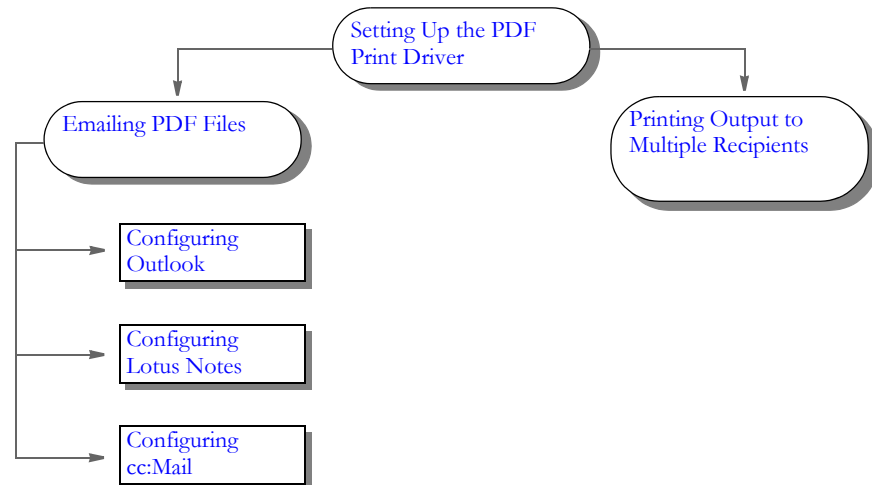 Setting Up the PDF
Print Driver
Emailing PDF Files
Printing Output to
Multiple Recipients
Configuring
Outlook
Configuring
Lotus Notes
Configuring
cc:Mail